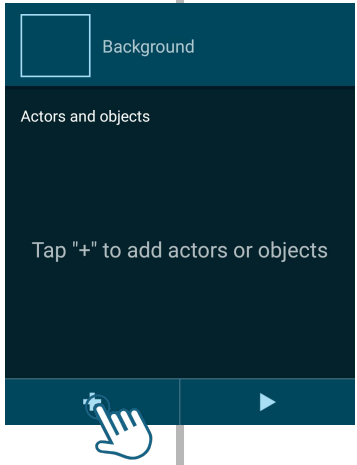 Background
Actors and objects
Tap "+" to add actors or objects